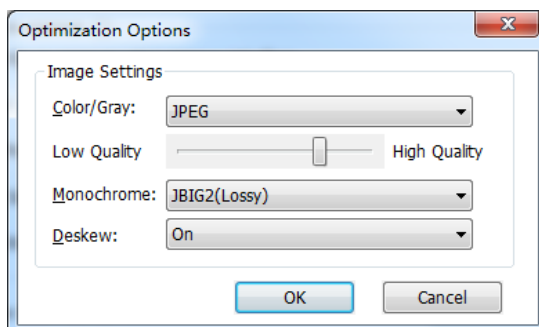 Optimization Options
Image Settings
Color/Gray: JPEG
Low Quality High Quality
Monochrome: JBIG2(Lossy)
Deskew: On
OK Cancel